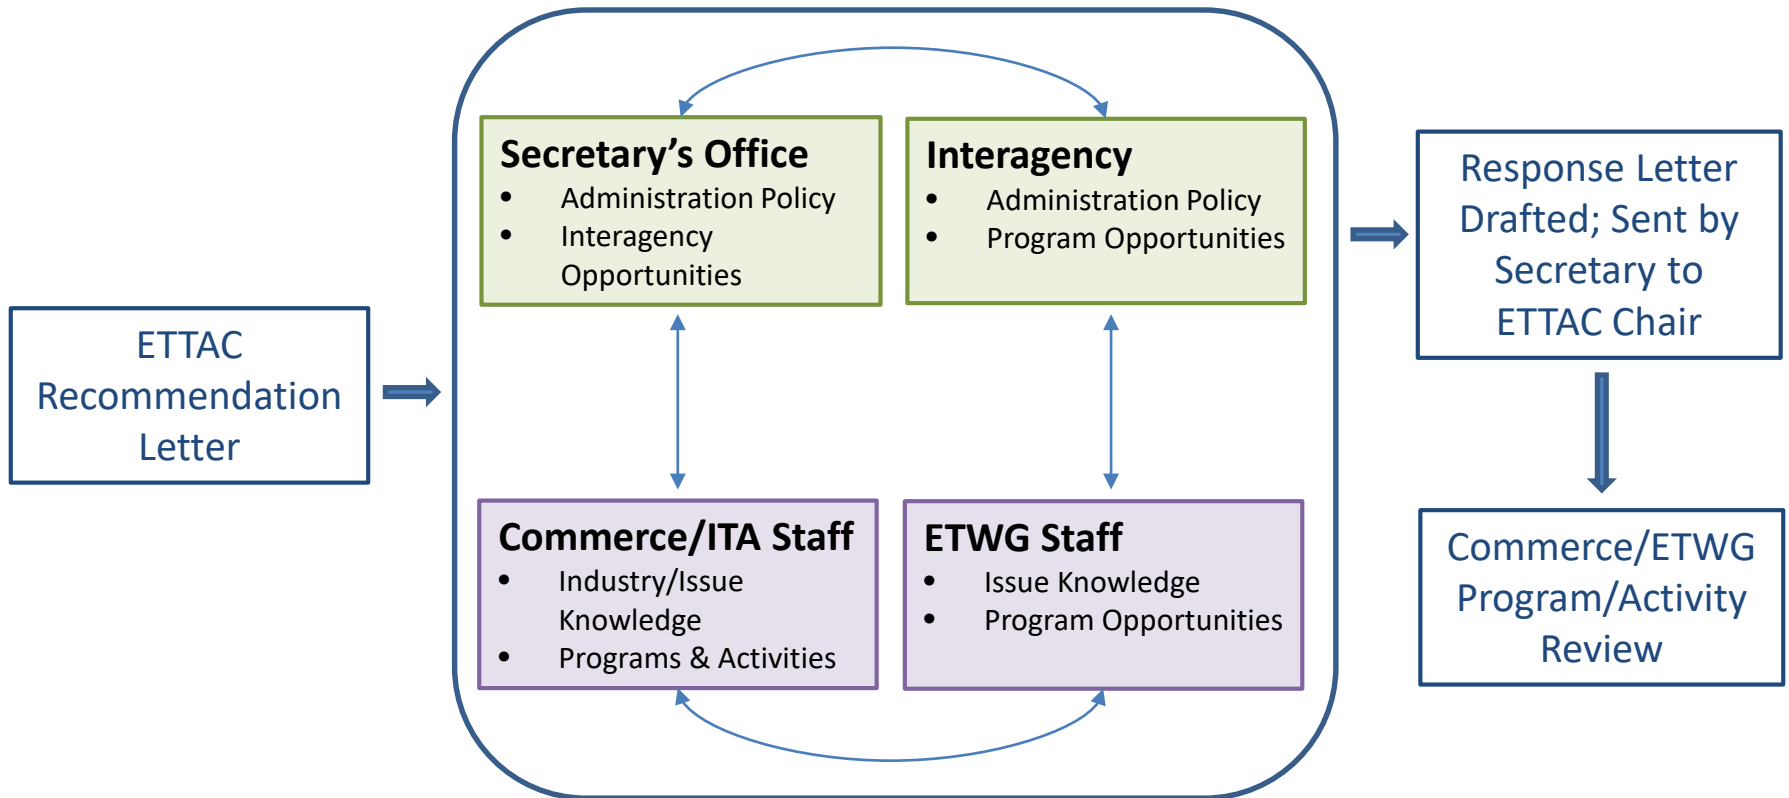 ETTAC
Recommendation
Letter
Secretary’s Office
• Administration Policy
• Interagency
Opportunities
Interagency
• Administration Policy
• Program Opportunities
Commerce/ITA Staff
• Industry/Issue
Knowledge
• Programs & Activities
ETWG Staff
• Issue Knowledge
• Program Opportunities
Response Letter
Drafted; Sent by
Secretary to
ETTAC Chair
Commerce/ETWG
Program/Activity
Review